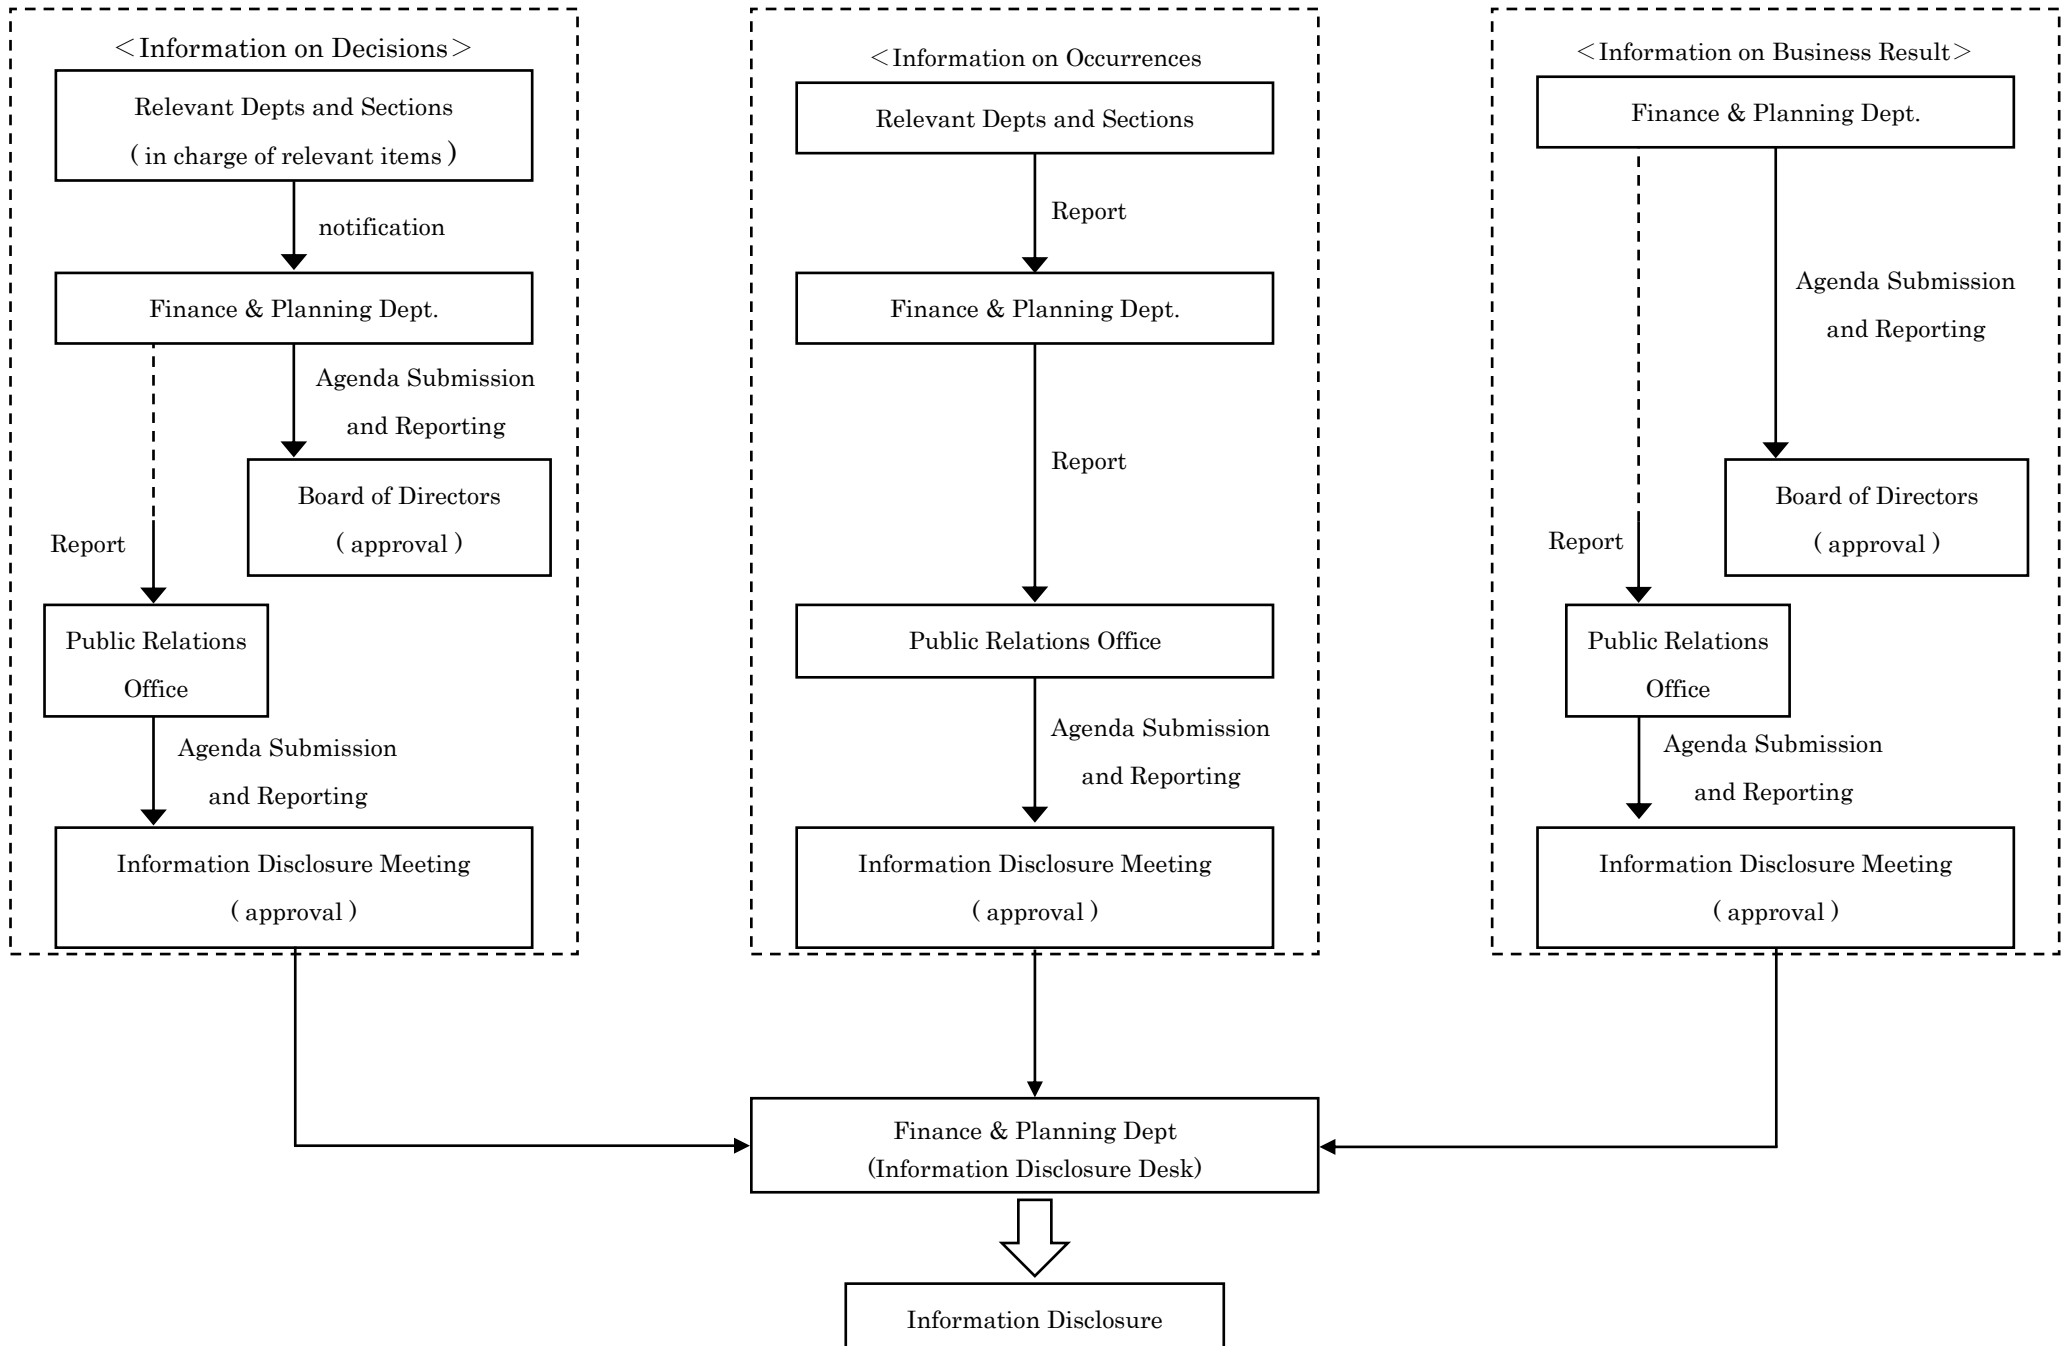 ＜Information on Decisions＞
Relevant Depts and Sections
( in charge of relevant items )
notification
Finance & Planning Dept.
Agenda Submission
and Reporting
Board of Directors
( approval )
Report
Public Relations
Office
Agenda Submission
and Reporting
Information Disclosure Meeting
( approval )
＜Information on Occurrences
Relevant Depts and Sections
Report
Finance & Planning Dept.
Report
Public Relations Office
Agenda Submission
and Reporting
Information Disclosure Meeting
( approval )
＜Information on Business Result＞
Finance & Planning Dept.
Agenda Submission
and Reporting
Board of Directors
( approval )
Report
Public Relations
Office
Agenda Submission
and Reporting
Information Disclosure Meeting
( approval )
Finance & Planning Dept
(Information Disclosure Desk)
Information Disclosure